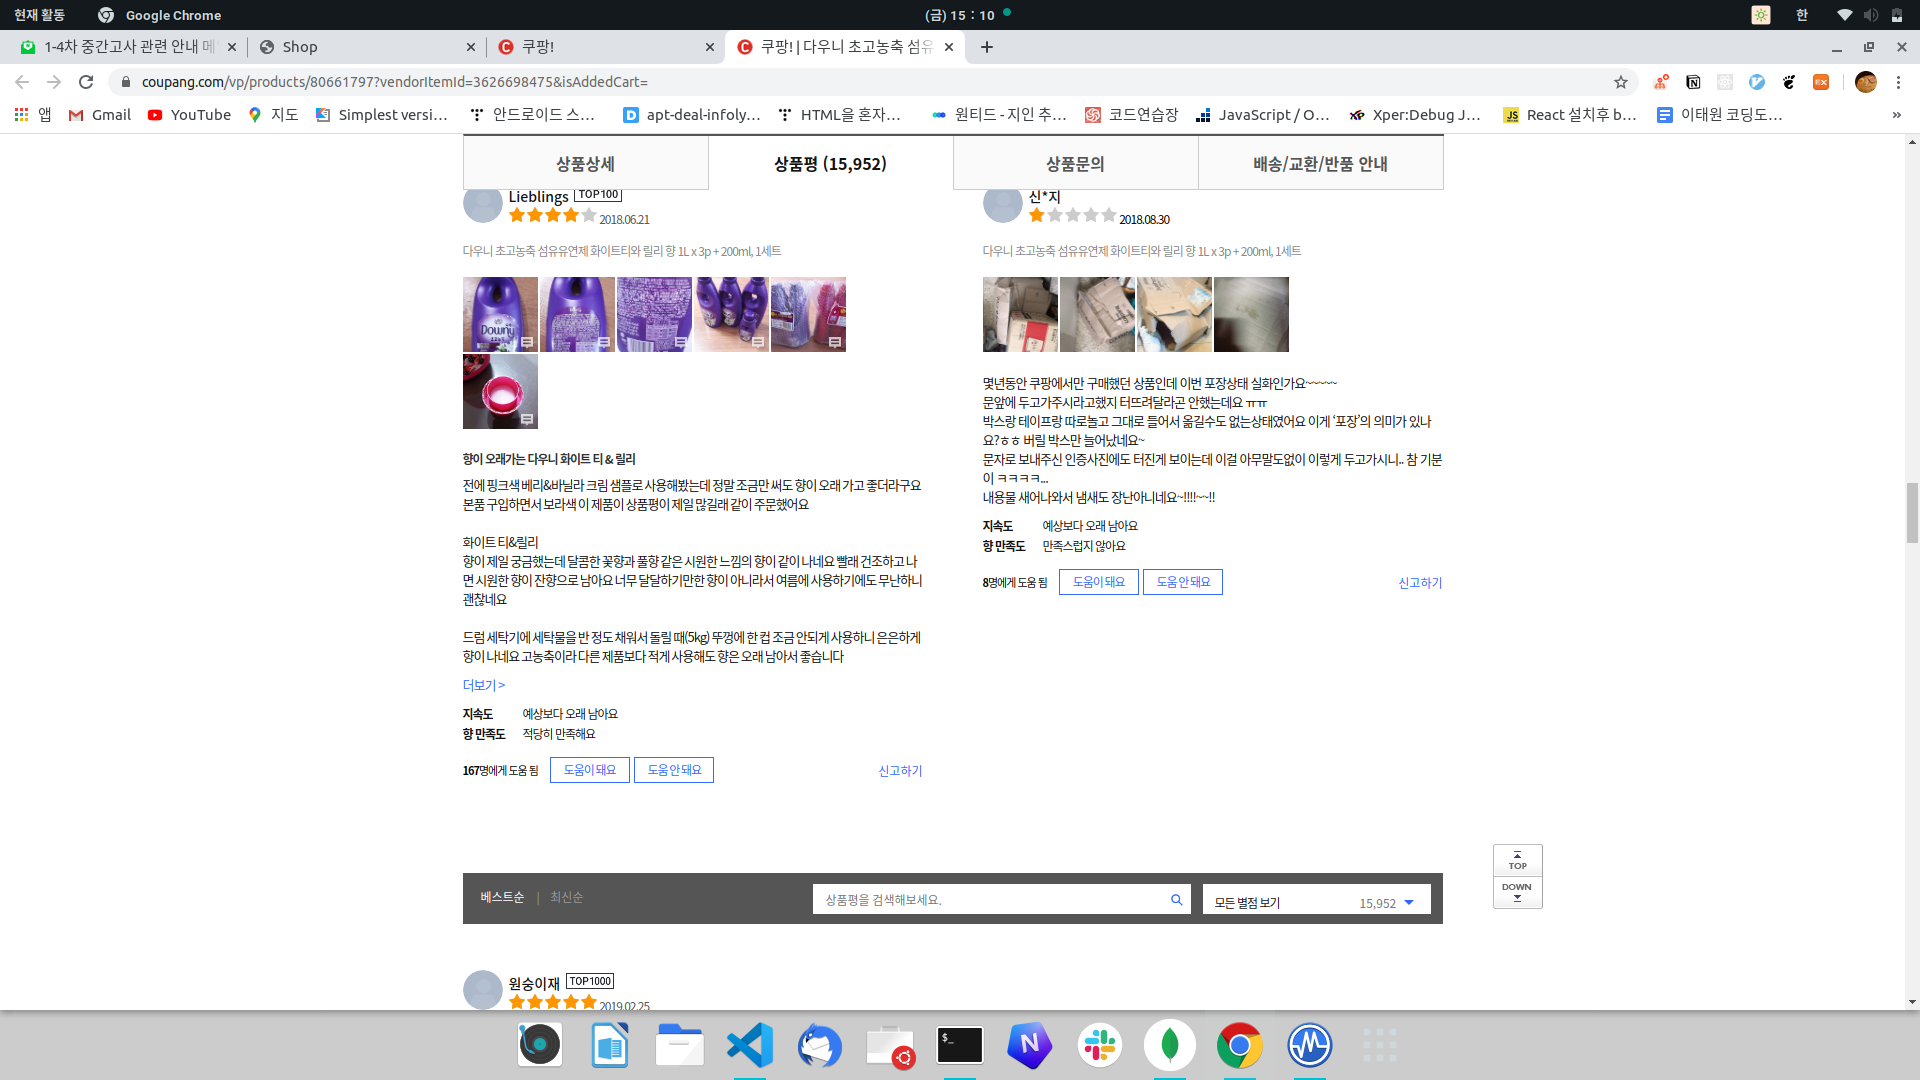 현재 활동
Google Chrome
(금) 15 : 10
한
1-4차 중간고사 관련 안내 메
Shop
쿠팡!
쿠팡! | 다우니 초고농축 섬유
coupang.com/vp/products/80661797?vendorItemId=3626698475&isAddedCart=
앱
Gmail
YouTube
지도
Simplest versi…
안드로이드 스…
apt-deal-infoly…
HTML을 혼자…
원티드 - 지인 추…
코드연습장
JavaScript / O…
Xper:Debug J…
React 설치후 b…
이태원 코딩도…
»
상품상세
상품평 (15,952)
상품문의
배송/교환/반품 안내
Lieblings TOP100
2018.06.21
다우니 초고농축 섬유유연제 화이트티와 릴리 향 1L x 3p + 200ml, 1세트
Downy
향이 오래가는 다우니 화이트 티 & 릴리
전에 핑크색 베리&바닐라 크림 샘플로 사용해봤는데 정말 조금만 써도 향이 오래 가고 좋더라구요
본품 구입하면서 보라색 이 제품이 상품평이 제일 많길래 같이 주문했어요
화이트 티&릴리
향이 제일 궁금했는데 달콤한 꽃향과 풀향 같은 시원한 느낌의 향이 같이 나네요 빨래 건조하고 나
면 시원한 향이 잔향으로 남아요 너무 달달하기만한 향이 아니라서 여름에 사용하기에도 무난하니
괜찮네요
드럼 세탁기에 세탁물을 반 정도 채워서 돌릴 때(5kg) 뚜껑에 한 컵 조금 안되게 사용하니 은은하게
향이 나네요 고농축이라 다른 제품보다 적게 사용해도 향은 오래 남아서 좋습니다
더보기 >
지속도 예상보다 오래 남아요
향 만족도 적당히 만족해요
167명에게 도움 됨 도움이 돼요 도움 안 돼요 신고하기
신*지
2018.08.30
다우니 초고농축 섬유유연제 화이트티와 릴리 향 1L x 3p + 200ml, 1세트
몇년동안 쿠팡에서만 구매했던 상품인데 이번 포장상태 실화인가요~~~~~
문앞에 두고가주시라고했지 터뜨려달라곤 안했는데요 ㅠㅠ
박스랑 테이프랑 따로놀고 그대로 들어서 옮길수도 없는상태였어요 이게 ‘포장’의 의미가 있나
요?ㅎㅎ 버릴 박스만 늘어났네요~
문자로 보내주신 인증사진에도 터진게 보이는데 이걸 아무말도없이 이렇게 두고가시니.. 참 기분
이 ㅋㅋㅋㅋ...
내용물 새어나와서 냄새도 장난아니네요~!!!!~~!!
지속도 예상보다 오래 남아요
향 만족도 만족스럽지 않아요
8명에게 도움 됨 도움이 돼요 도움 안 돼요 신고하기
베스트순 | 최신순
상품평을 검색해보세요.
모든 별점 보기 15,952
TOP
DOWN
원숭이재 TOP1000
2019.02.25
$_
N